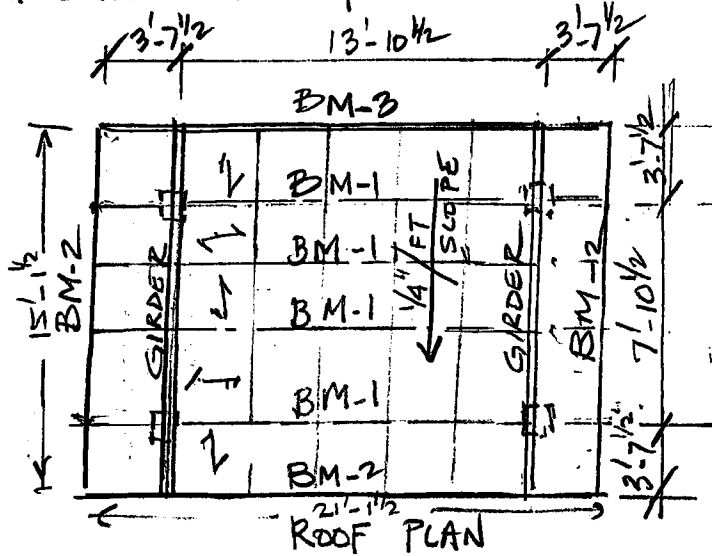 3'-7½ 13'-10½ 3'-7½
BM-3
BM-1
BM-1
BM-1
BM-1
BM-2
BM-2
BM-2
GIRDER
GIRDER
¼"/FT
SLOPE
15'-1½
3'-7½
7'-10½
3'-7½
21'-1½
ROOF PLAN